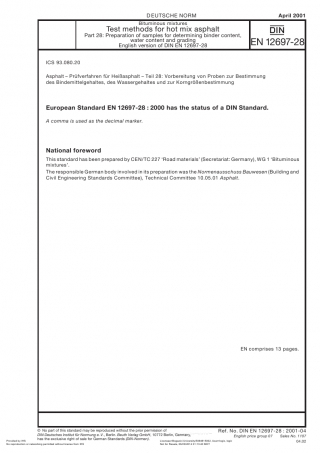 DEUTSCHE NORM
April 2001
Bituminous mixtures
Test methods for hot mix asphalt
Part 28: Preparation of samples for determining binder content,
water content and grading
English version of DIN EN 12697-28
DIN
EN 12697-28
ICS 93.080.20
Asphalt – Prüfverfahren für Heißasphalt – Teil 28: Vorbereitung von Proben zur Bestimmung
des Bindemittelgehaltes, des Wassergehaltes und zur Korngrößenbestimmung
European Standard EN 12697-28 : 2000 has the status of a DIN Standard.
A comma is used as the decimal marker.
National foreword
This standard has been prepared by CEN/TC 227 'Road materials' (Secretariat: Germany), WG 1 'Bituminous
mixtures'.
The responsible German body involved in its preparation was the Normenausschuss Bauwesen (Building and
Civil Engineering Standards Committee), Technical Committee 10.05.01 Asphalt.
EN comprises 13 pages.
© No part of this standard may be reproduced without the prior permission of
DIN Deutsches Institut für Normung e. V., Berlin. Beuth Verlag GmbH, 10772 Berlin, Germany,
has the exclusive right of sale for German Standards (DIN-Normen).
Ref. No. DIN EN 12697-28 : 2001-04
English price group 07 Sales No. 1107